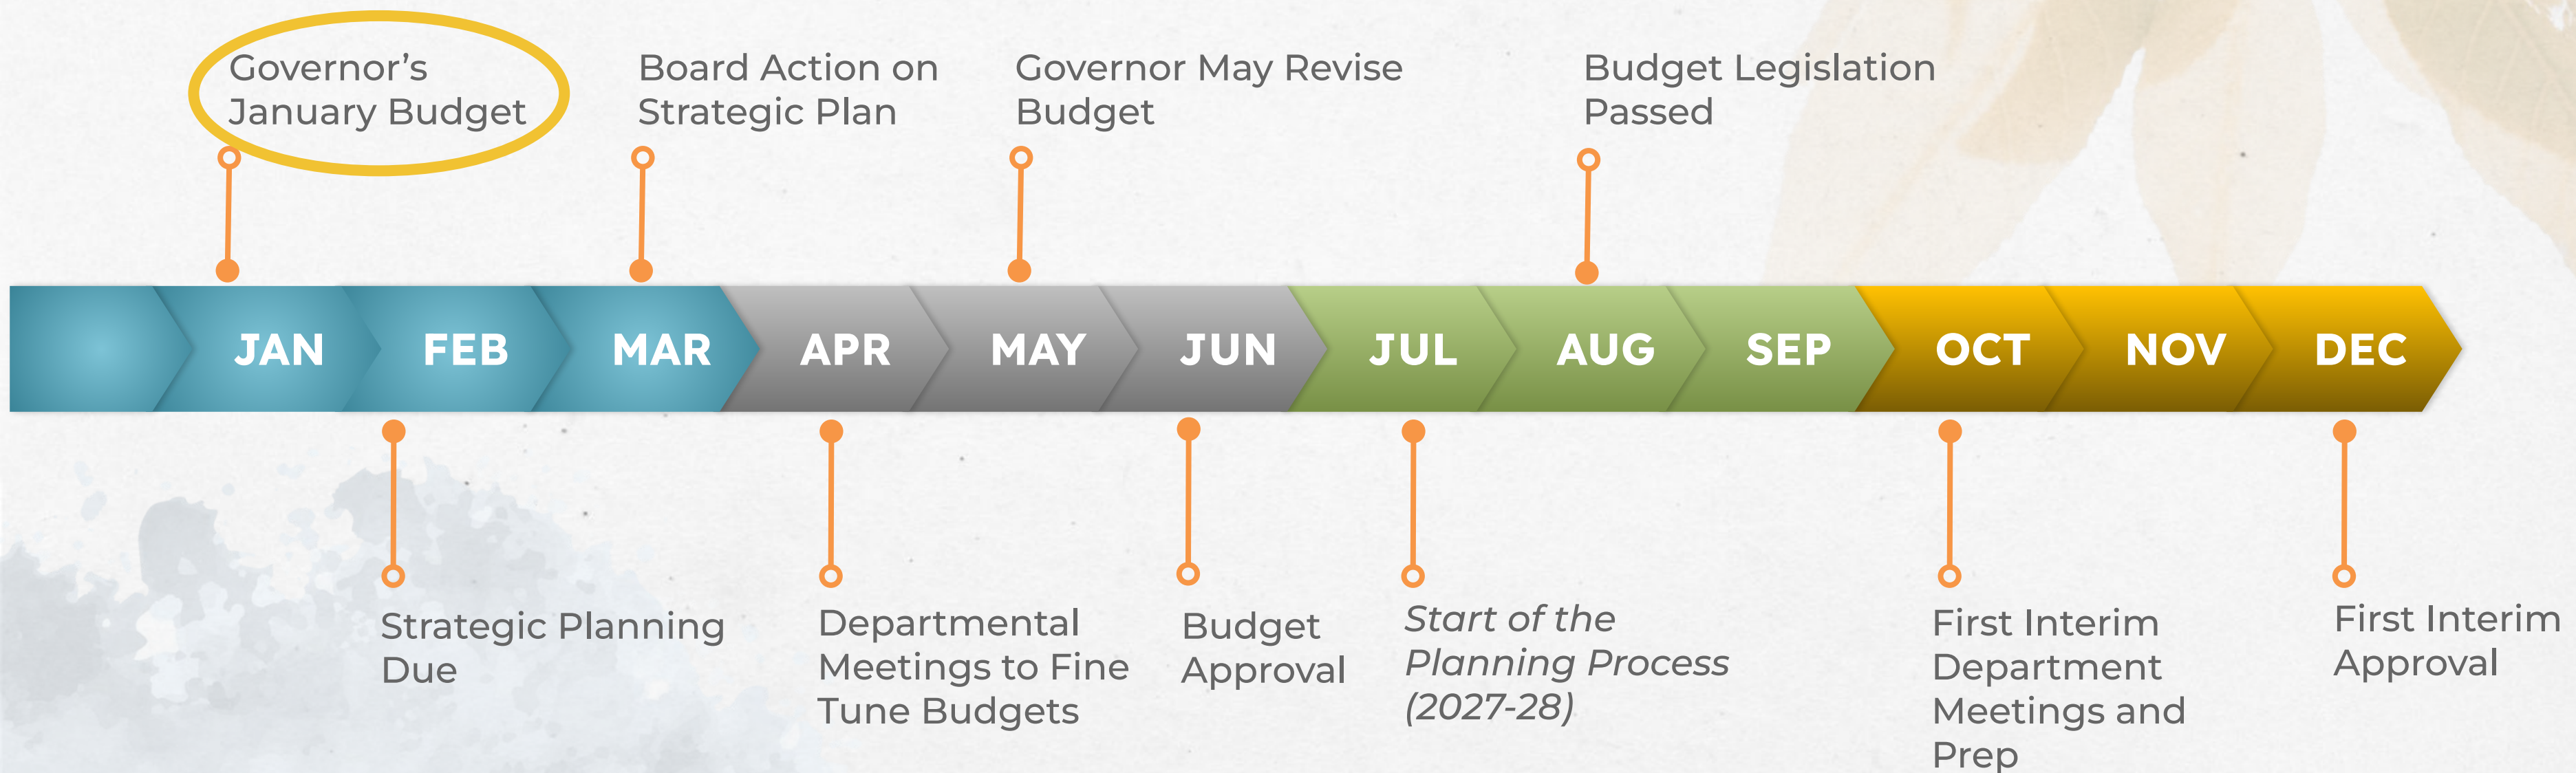 Governor’s
January Budget
Board Action on
Strategic Plan
Governor May Revise
Budget
Budget Legislation
Passed
JAN
FEB
MAR
APR
MAY
JUN
JUL
AUG
SEP
OCT
NOV
DEC
Strategic Planning
Due
Departmental
Meetings to Fine
Tune Budgets
Budget
Approval
Start of the
Planning Process
(2027-28)
First Interim
Department
Meetings and
Prep
First Interim
Approval